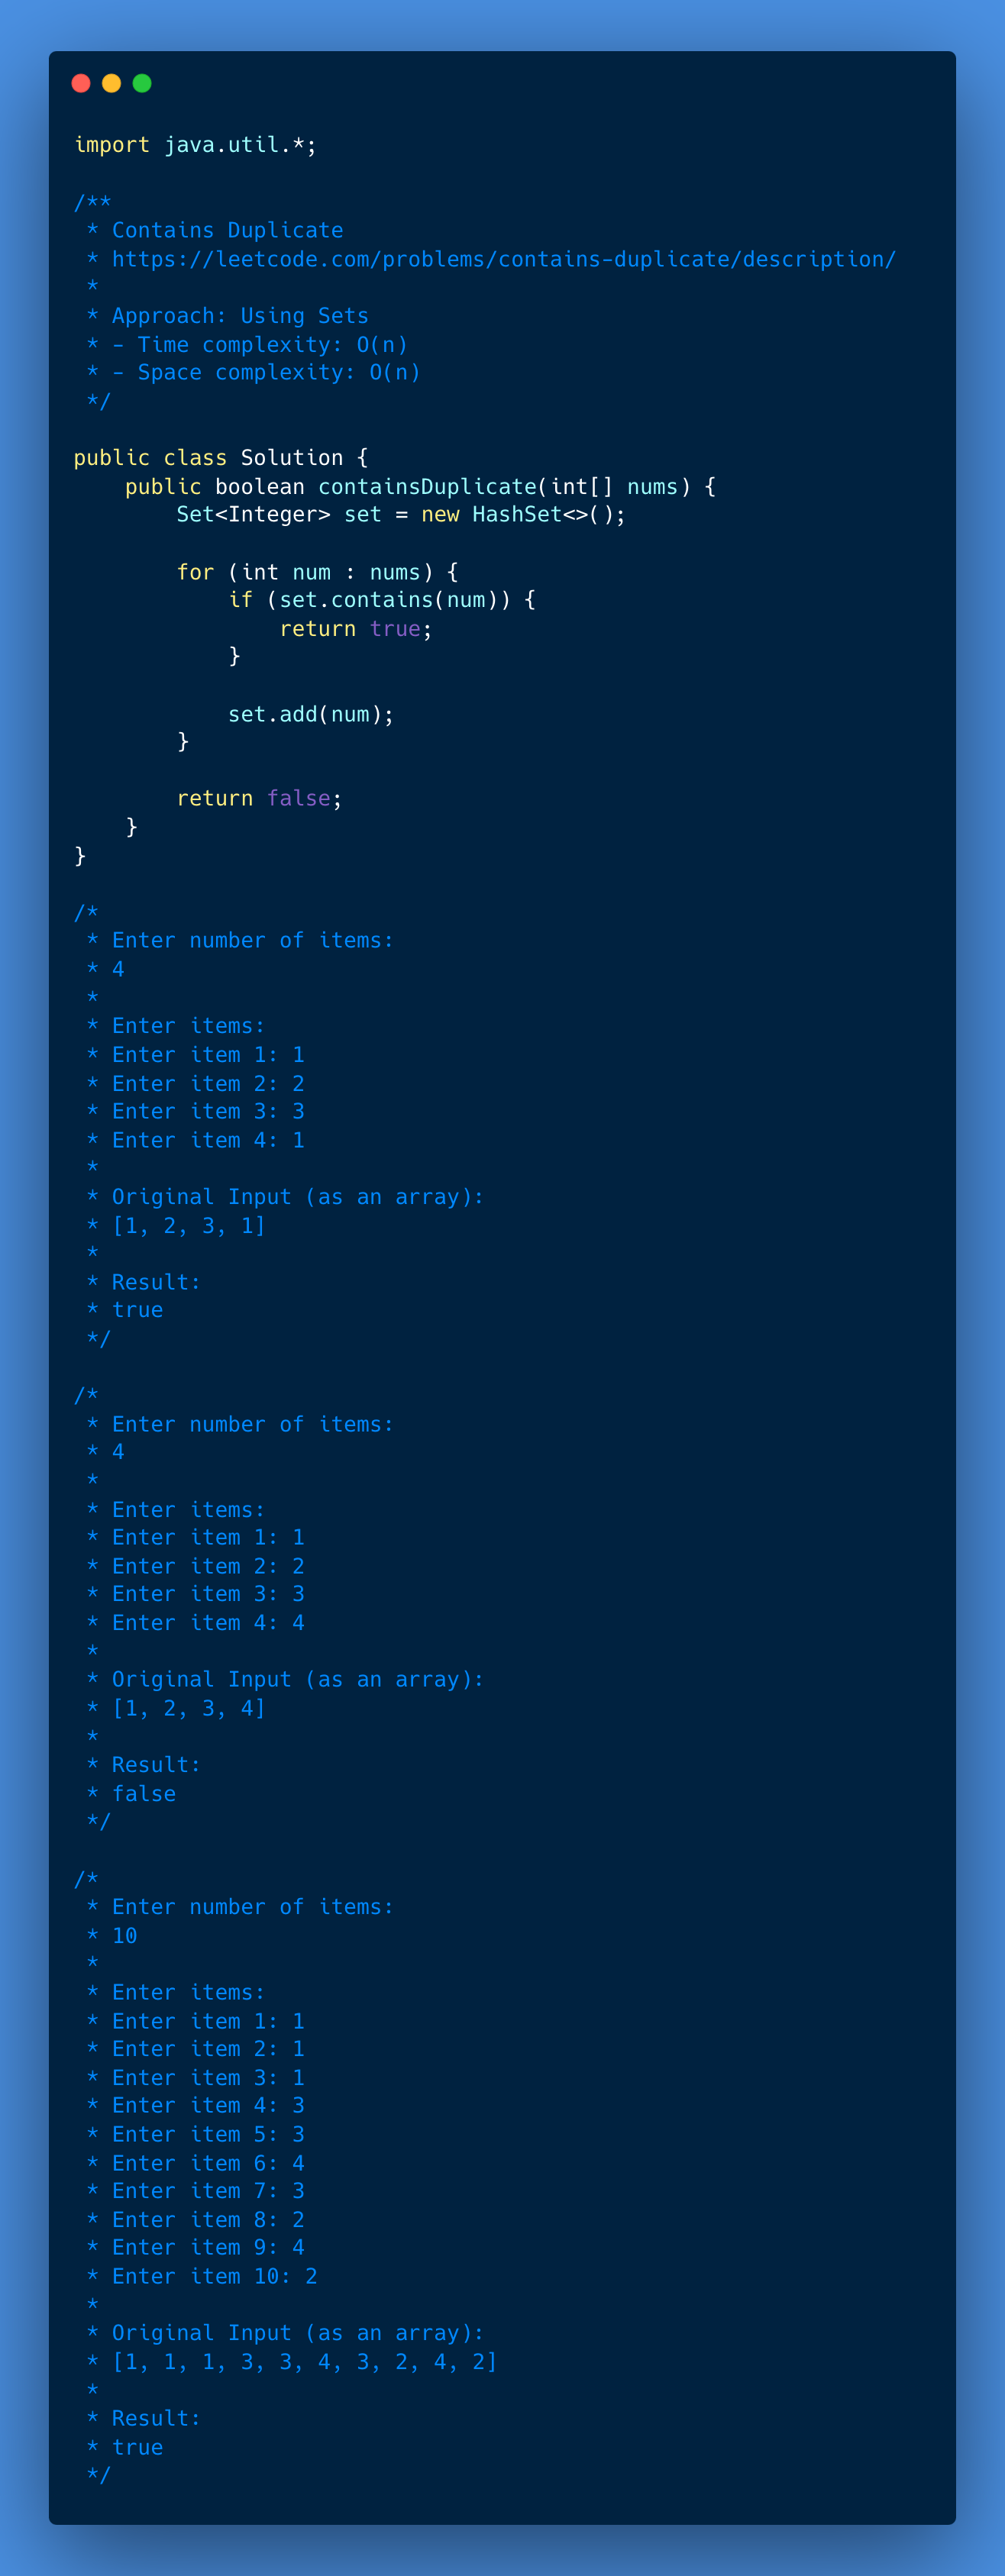 import java.util.*;

/**
 * Contains Duplicate
 * https://leetcode.com/problems/contains-duplicate/description/
 *
 * Approach: Using Sets
 * - Time complexity: O(n)
 * - Space complexity: O(n)
 */

public class Solution {
    public boolean containsDuplicate(int[] nums) {
        Set<Integer> set = new HashSet<>();

        for (int num : nums) {
            if (set.contains(num)) {
                return true;
            }

            set.add(num);
        }

        return false;
    }
}

/*
 * Enter number of items:
 * 4
 *
 * Enter items:
 * Enter item 1: 1
 * Enter item 2: 2
 * Enter item 3: 3
 * Enter item 4: 1
 *
 * Original Input (as an array):
 * [1, 2, 3, 1]
 *
 * Result:
 * true
 */

/*
 * Enter number of items:
 * 4
 *
 * Enter items:
 * Enter item 1: 1
 * Enter item 2: 2
 * Enter item 3: 3
 * Enter item 4: 4
 *
 * Original Input (as an array):
 * [1, 2, 3, 4]
 *
 * Result:
 * false
 */

/*
 * Enter number of items:
 * 10
 *
 * Enter items:
 * Enter item 1: 1
 * Enter item 2: 1
 * Enter item 3: 1
 * Enter item 4: 3
 * Enter item 5: 3
 * Enter item 6: 4
 * Enter item 7: 3
 * Enter item 8: 2
 * Enter item 9: 4
 * Enter item 10: 2
 *
 * Original Input (as an array):
 * [1, 1, 1, 3, 3, 4, 3, 2, 4, 2]
 *
 * Result:
 * true
 */